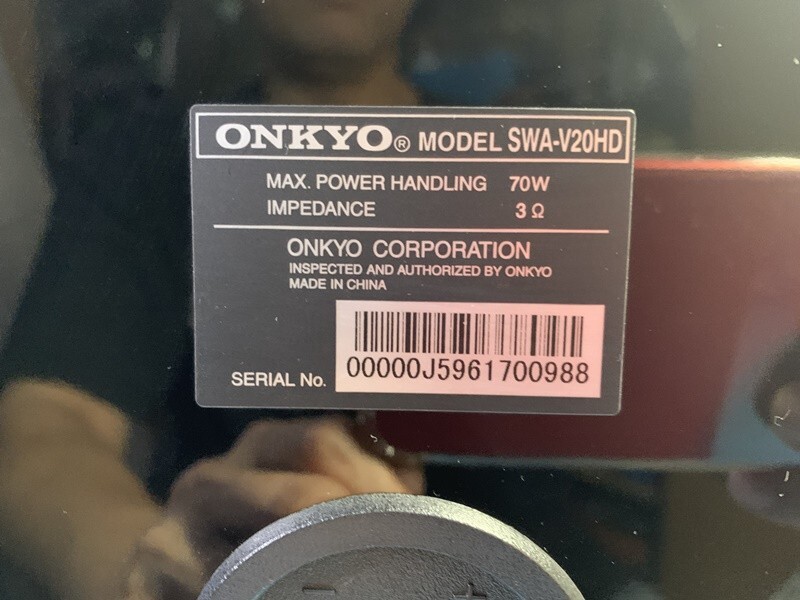 ONKYO® MODEL SWA-V20HD
MAX. POWER HANDLING 70W
IMPEDANCE 3 Ω
ONKYO CORPORATION
INSPECTED AND AUTHORIZED BY ONKYO
MADE IN CHINA
SERIAL No. 00000J5961700988
- +